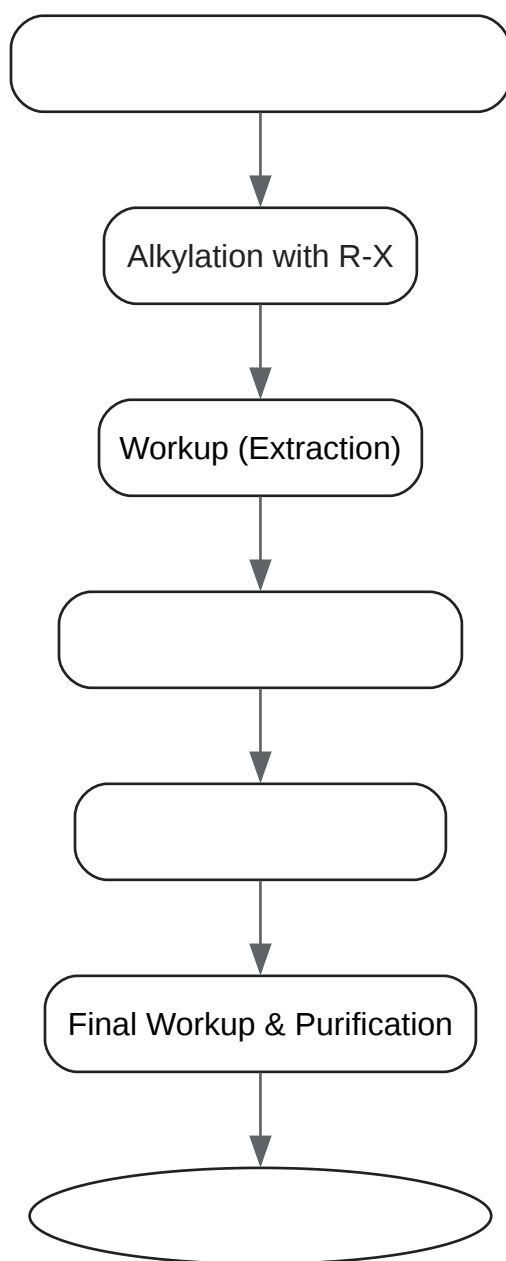 Alkylation with R-X
Workup (Extraction)
Final Workup & Purification